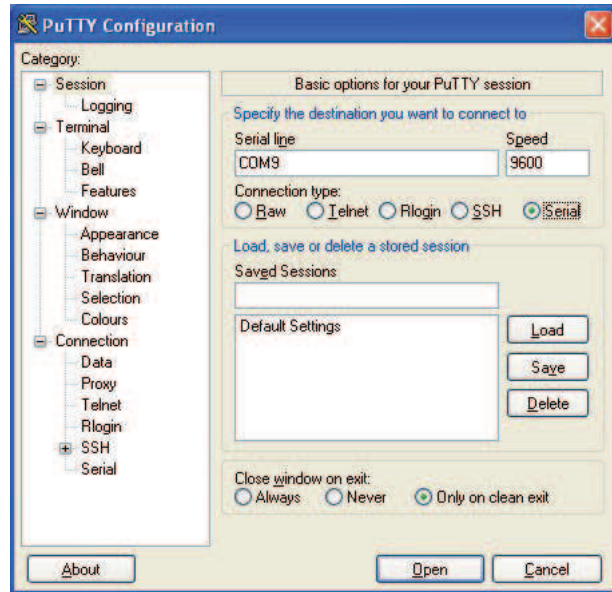 PuTTY Configuration
Category:
Session
Logging
Terminal
Keyboard
Bell
Features
Window
Appearance
Behaviour
Translation
Selection
Colours
Connection
Data
Proxy
Telnet
Rlogin
SSH
Serial
Basic options for your PuTTY session
Specify the destination you want to connect to
Serial line Speed
COM9 9600
Connection type:
Raw Telnet Rlogin SSH Serial
Load, save or delete a stored session
Saved Sessions
Default Settings
Load
Save
Delete
Close window on exit:
Always Never Only on clean exit
About Open Cancel